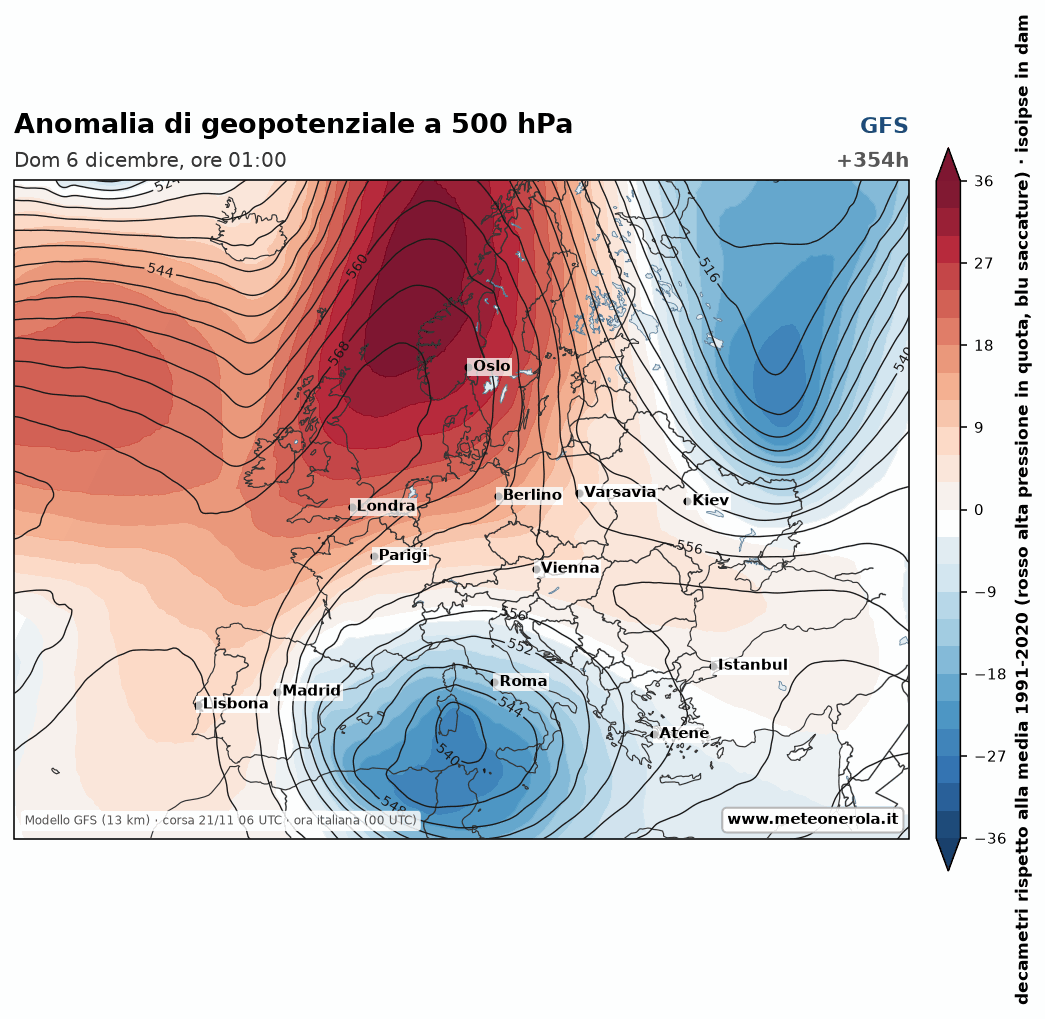 Anomalia di geopotenziale a 500 hPa
GFS
Dom 6 dicembre, ore 01:00
+354h
524
544
560
568
516
540
556
556
552
544
540
548
Oslo
Londra
Berlino
Varsavia
Kiev
Parigi
Vienna
Roma
Istanbul
Madrid
Lisbona
Atene
Modello GFS (13 km) · corsa 21/11 06 UTC · ora italiana (00 UTC)
www.meteonerola.it
36
27
18
9
0
−9
−18
−27
−36
decametri rispetto alla media 1991-2020 (rosso alta pressione in quota, blu saccature) · isoipse in dam